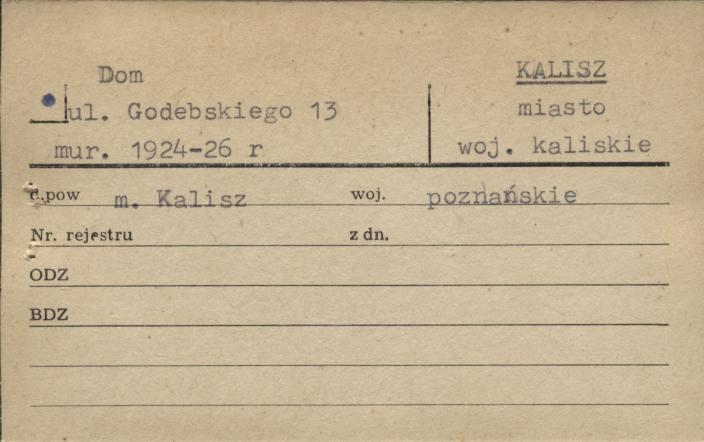 Dom
ul. Godebskiego 13
mur. 1924-26 r
KALISZ
miasto
woj. kaliskie
d.pow m. Kalisz woj. poznańskie
Nr. rejestru z dn.
ODZ
BDZ